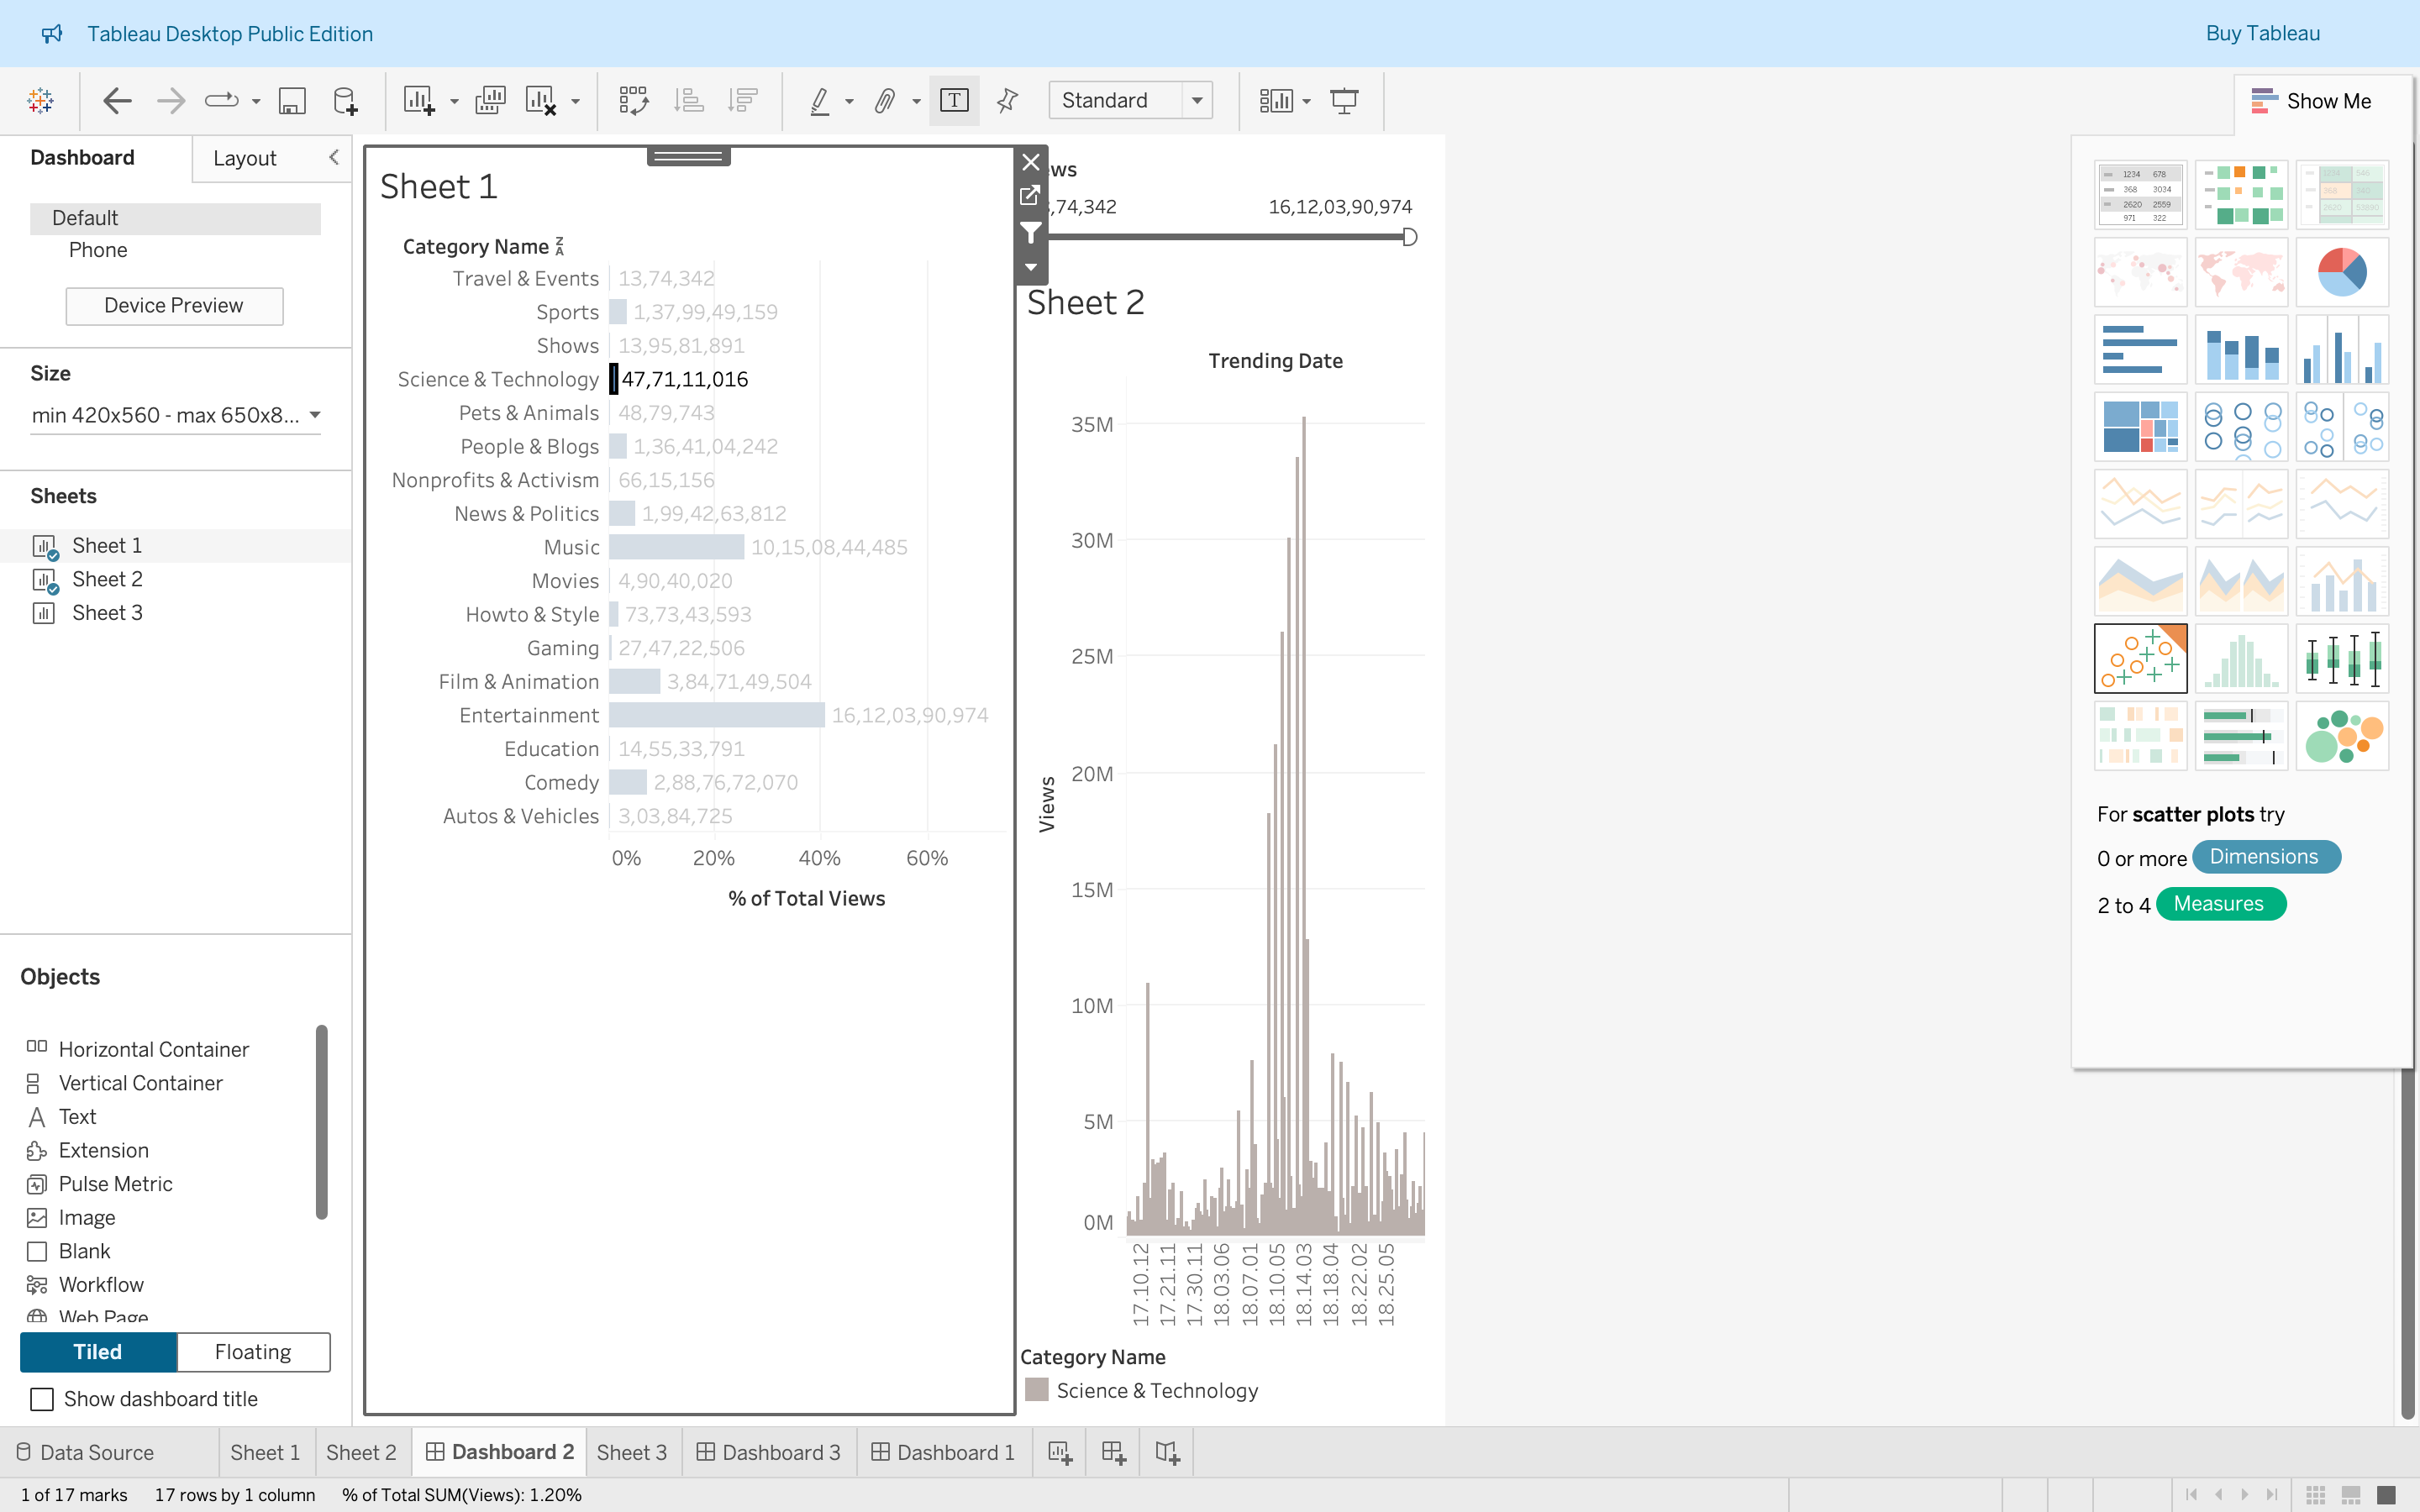 Tableau Desktop Public Edition
Buy Tableau
Standard
Show Me
Dashboard
Layout
Default
Phone
Device Preview
Size
min 420x560 - max 650x8...
Sheets
Sheet 1
Sheet 2
Sheet 3
Objects
Horizontal Container
Vertical Container
Text
Extension
Pulse Metric
Image
Blank
Workflow
Web Page
Tiled
Floating
Show dashboard title
Sheet 1
Category Name
Travel & Events 13,74,342
Sports 1,37,99,49,159
Shows 13,95,81,891
Science & Technology 47,71,11,016
Pets & Animals 48,79,743
People & Blogs 1,36,41,04,242
Nonprofits & Activism 66,15,156
News & Politics 1,99,42,63,812
Music 10,15,08,44,485
Movies 4,90,40,020
Howto & Style 73,73,43,593
Gaming 27,47,22,506
Film & Animation 3,84,71,49,504
Entertainment 16,12,03,90,974
Education 14,55,33,791
Comedy 2,88,76,72,070
Autos & Vehicles 3,03,84,725
0% 20% 40% 60%
% of Total Views
ws
,74,342 16,12,03,90,974
Sheet 2
Trending Date
35M
30M
25M
20M
15M
10M
5M
0M
Views
17.10.12
17.21.11
17.30.11
18.03.06
18.07.01
18.10.05
18.14.03
18.18.04
18.22.02
18.25.05
Category Name
Science & Technology
1234 678
368 3034
2620 2559
971 322
For scatter plots try
0 or more Dimensions
2 to 4 Measures
Data Source
Sheet 1
Sheet 2
Dashboard 2
Sheet 3
Dashboard 3
Dashboard 1
1 of 17 marks
17 rows by 1 column
% of Total SUM(Views): 1.20%